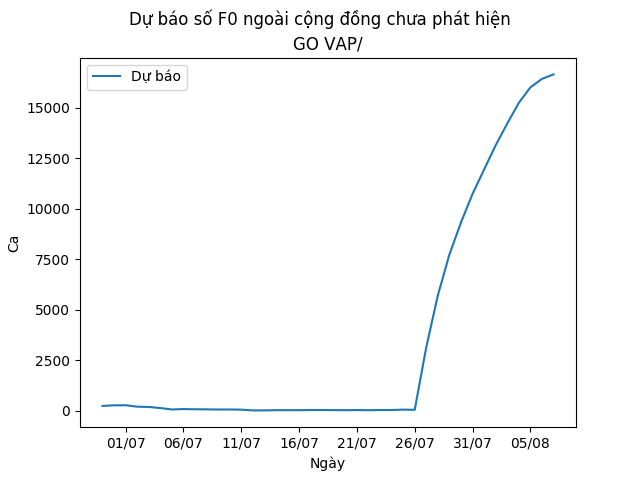 Dự báo số F0 ngoài cộng đồng chưa phát hiện
GO VAP/
Dự báo
Ca
15000
12500
10000
7500
5000
2500
0
01/07 06/07 11/07 16/07 21/07 26/07 31/07 05/08
Ngày